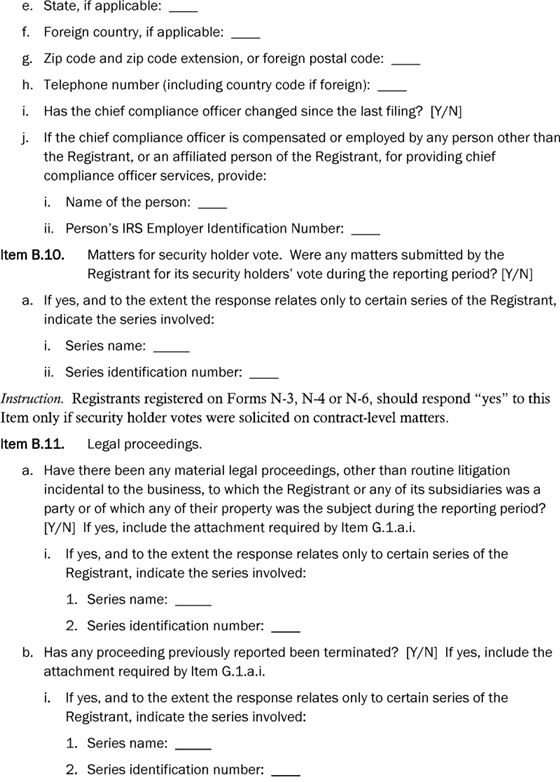 e. State, if applicable: ____
f. Foreign country, if applicable: ____
g. Zip code and zip code extension, or foreign postal code: ____
h. Telephone number (including country code if foreign): ____
i. Has the chief compliance officer changed since the last filing? [Y/N]
j. If the chief compliance officer is compensated or employed by any person other than
the Registrant, or an affiliated person of the Registrant, for providing chief
compliance officer services, provide:
i. Name of the person: ____
ii. Person's IRS Employer Identification Number: ____
Item B.10. Matters for security holder vote. Were any matters submitted by the
Registrant for its security holders' vote during the reporting period? [Y/N]
a. If yes, and to the extent the response relates only to certain series of the Registrant,
indicate the series involved:
i. Series name: _____
ii. Series identification number: ____
Instruction. Registrants registered on Forms N-3, N-4 or N-6, should respond “yes” to this
Item only if security holder votes were solicited on contract-level matters.
Item B.11. Legal proceedings.
a. Have there been any material legal proceedings, other than routine litigation
incidental to the business, to which the Registrant or any of its subsidiaries was a
party or of which any of their property was the subject during the reporting period?
[Y/N] If yes, include the attachment required by Item G.1.a.i.
i. If yes, and to the extent the response relates only to certain series of the
Registrant, indicate the series involved:
1. Series name: _____
2. Series identification number: ____
b. Has any proceeding previously reported been terminated? [Y/N] If yes, include the
attachment required by Item G.1.a.i.
i. If yes, and to the extent the response relates only to certain series of the
Registrant, indicate the series involved:
1. Series name: _____
2. Series identification number: ____